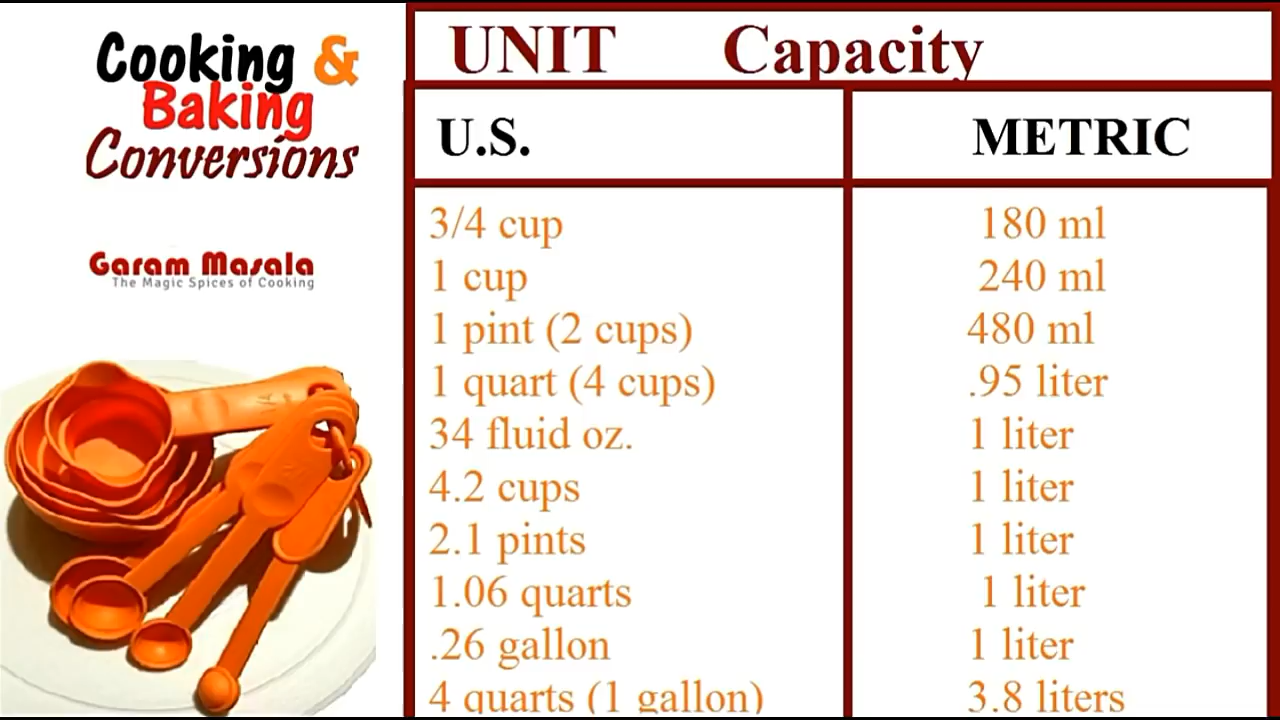 Cooking &
Baking
Conversions
Garam Masala
The Magic Spices of Cooking
UNIT Capacity
U.S. METRIC
3/4 cup 180 ml
1 cup 240 ml
1 pint (2 cups) 480 ml
1 quart (4 cups) .95 liter
34 fluid oz. 1 liter
4.2 cups 1 liter
2.1 pints 1 liter
1.06 quarts 1 liter
.26 gallon 1 liter
4 quarts (1 gallon) 3.8 liters